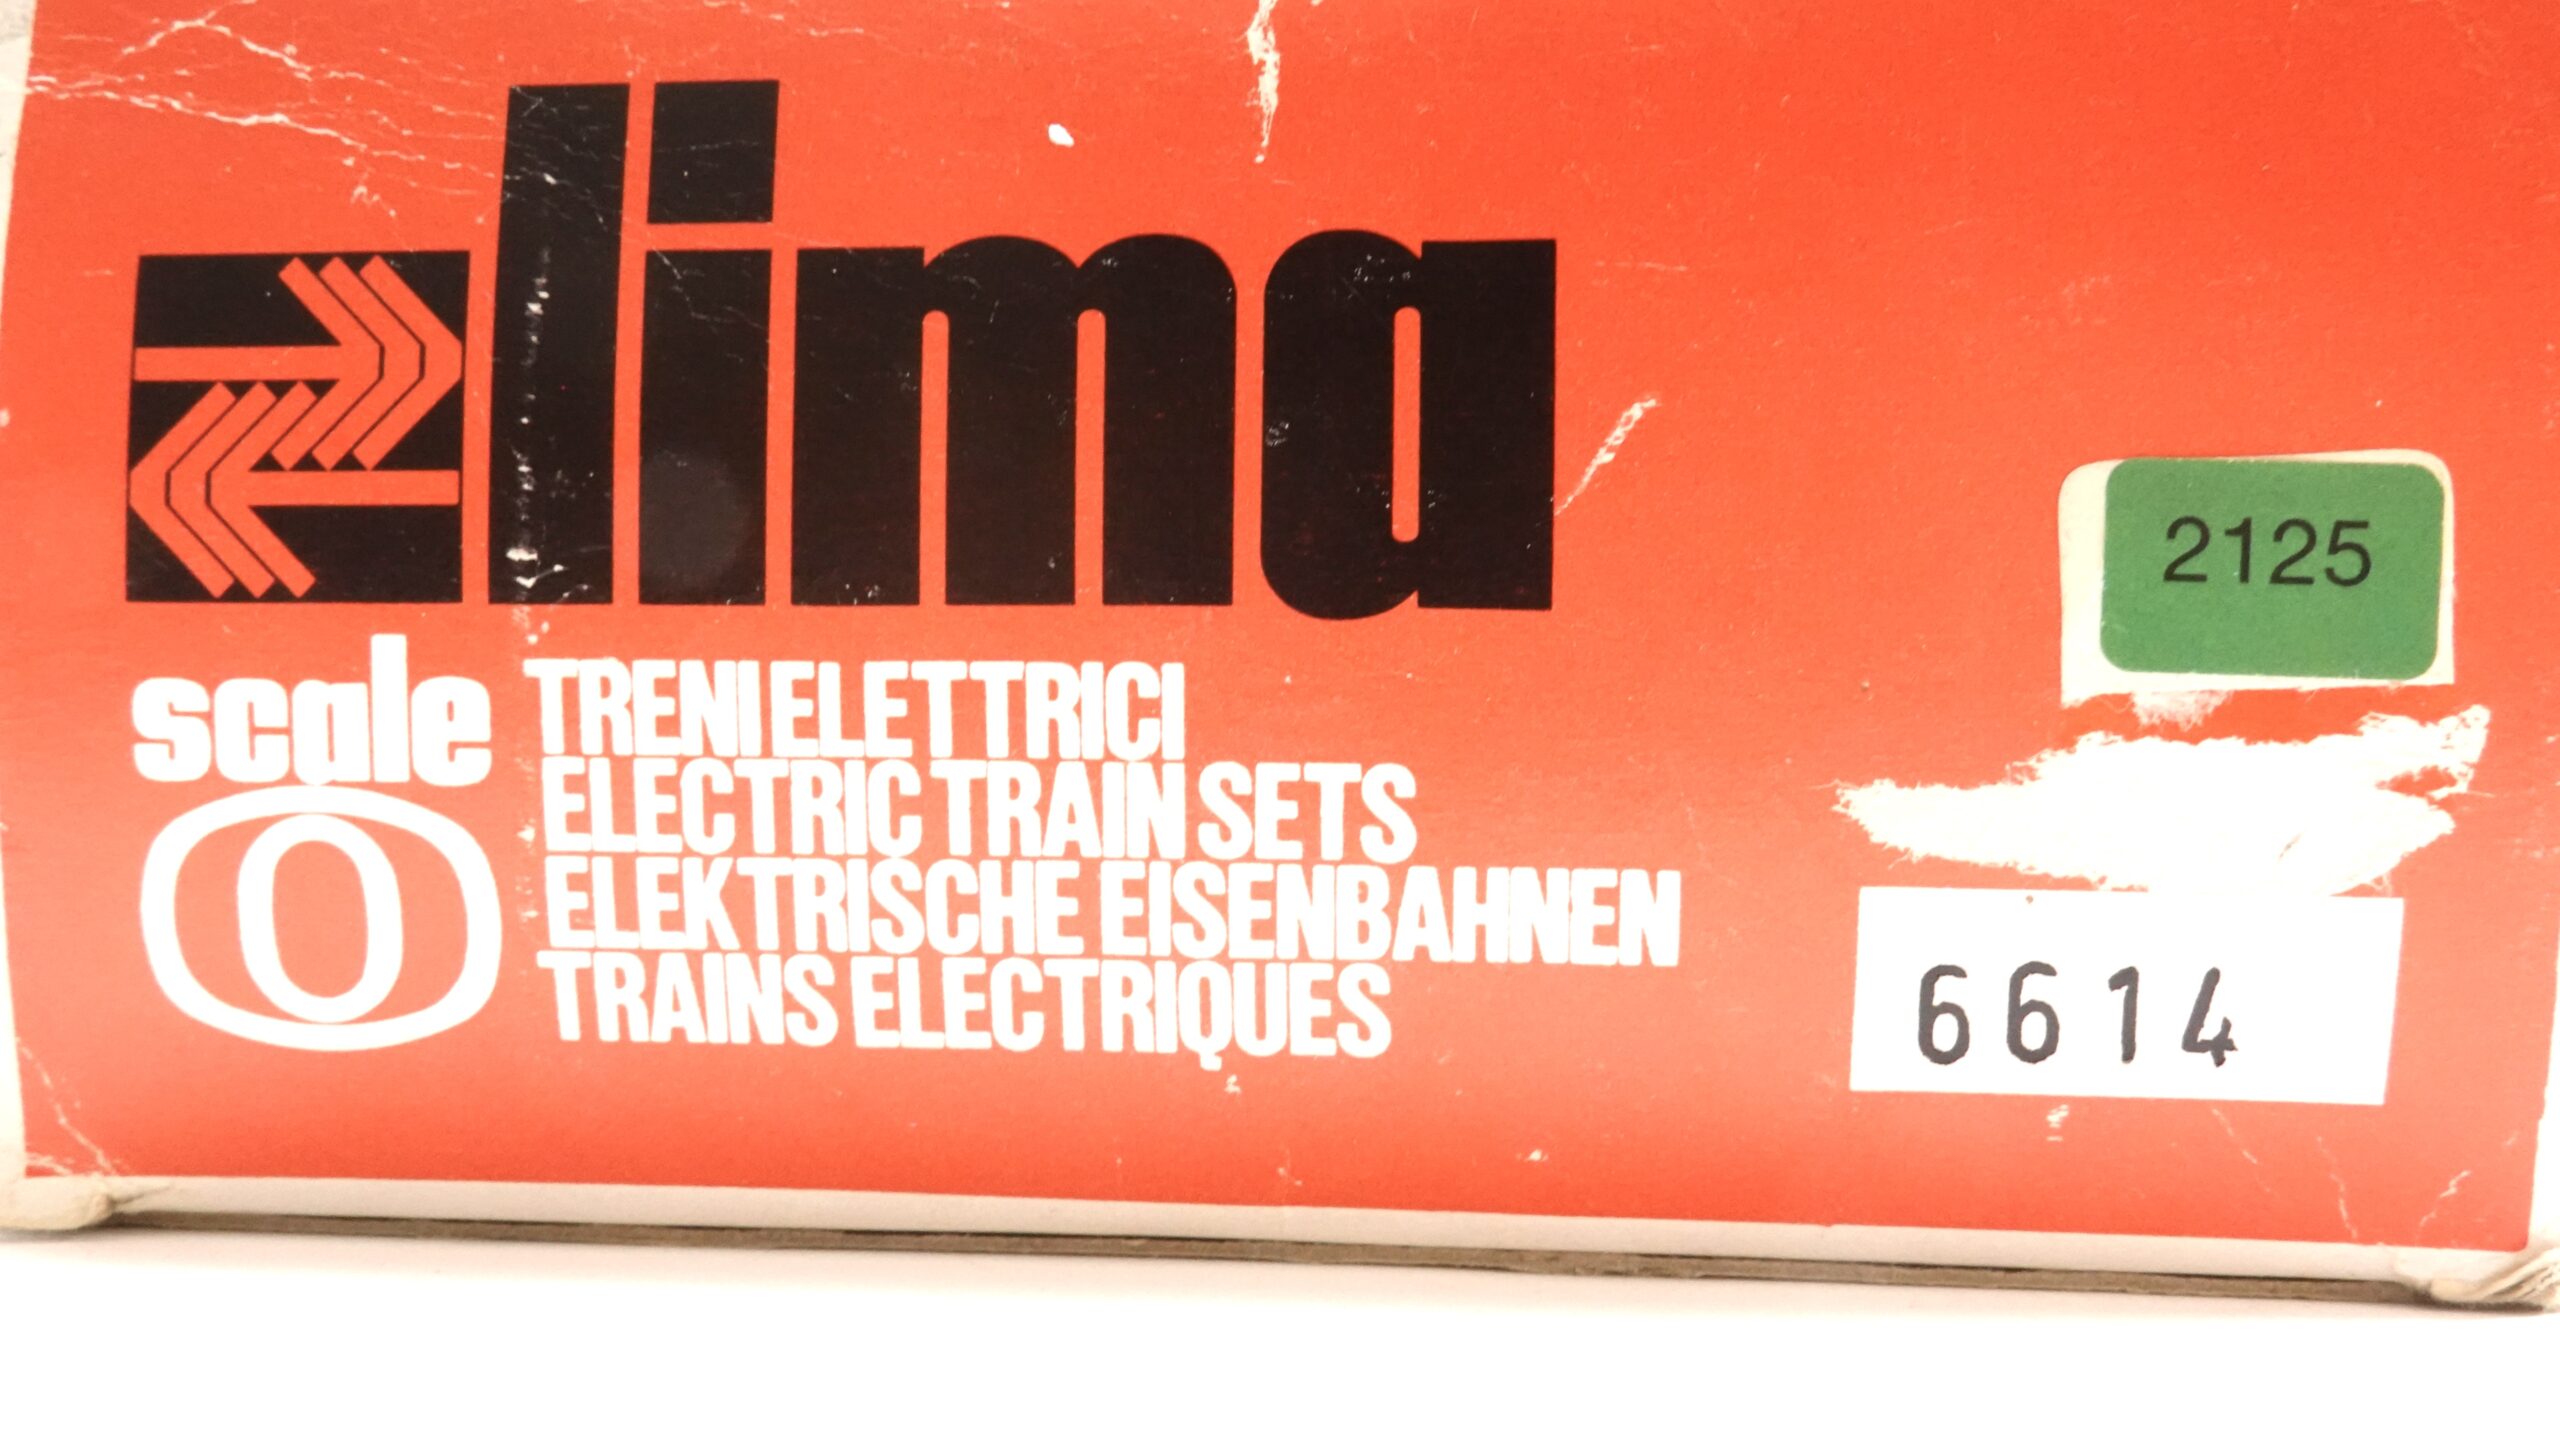 lima
scale
O
TRENI ELETTRICI
ELECTRIC TRAIN SETS
ELEKTRISCHE EISENBAHNEN
TRAINS ELECTRIQUES
2125
6614